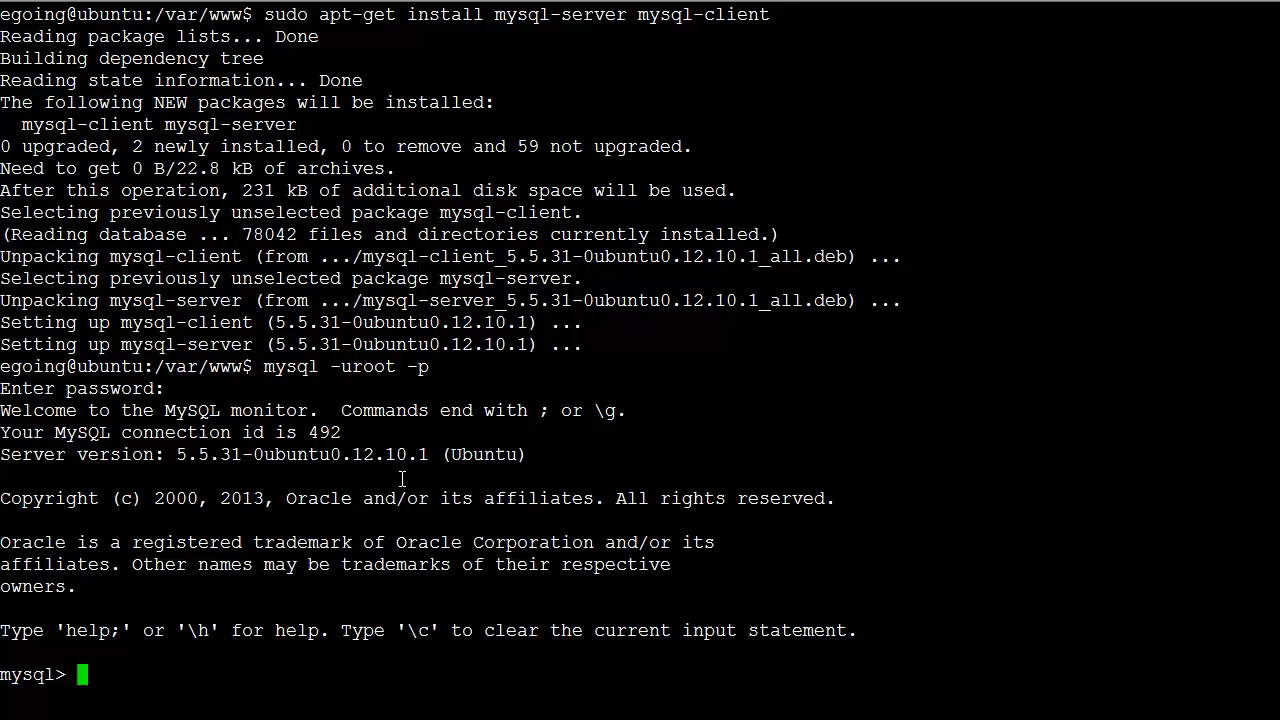 egoing@ubuntu:/var/www$ sudo apt-get install mysql-server mysql-client
Reading package lists... Done
Building dependency tree
Reading state information... Done
The following NEW packages will be installed:
  mysql-client mysql-server
0 upgraded, 2 newly installed, 0 to remove and 59 not upgraded.
Need to get 0 B/22.8 kB of archives.
After this operation, 231 kB of additional disk space will be used.
Selecting previously unselected package mysql-client.
(Reading database ... 78042 files and directories currently installed.)
Unpacking mysql-client (from .../mysql-client_5.5.31-0ubuntu0.12.10.1_all.deb) ...
Selecting previously unselected package mysql-server.
Unpacking mysql-server (from .../mysql-server_5.5.31-0ubuntu0.12.10.1_all.deb) ...
Setting up mysql-client (5.5.31-0ubuntu0.12.10.1) ...
Setting up mysql-server (5.5.31-0ubuntu0.12.10.1) ...
egoing@ubuntu:/var/www$ mysql -uroot -p
Enter password:
Welcome to the MySQL monitor.  Commands end with ; or \g.
Your MySQL connection id is 492
Server version: 5.5.31-0ubuntu0.12.10.1 (Ubuntu)

Copyright (c) 2000, 2013, Oracle and/or its affiliates. All rights reserved.

Oracle is a registered trademark of Oracle Corporation and/or its
affiliates. Other names may be trademarks of their respective
owners.

Type 'help;' or '\h' for help. Type '\c' to clear the current input statement.

mysql>